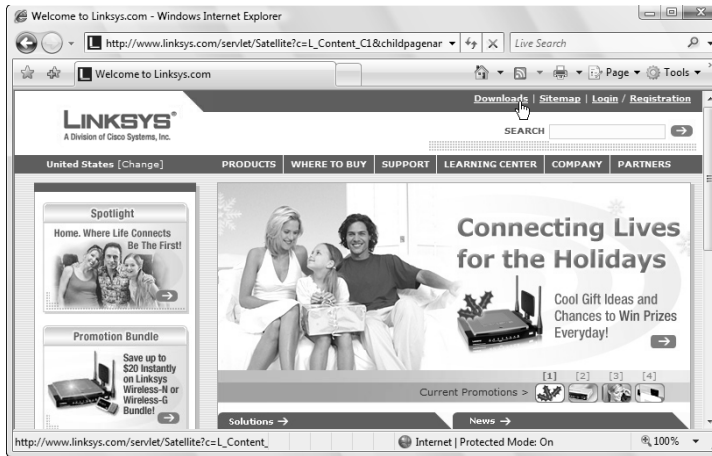 Welcome to Linksys.com - Windows Internet Explorer
http://www.linksys.com/servlet/Satellite?c=L_Content_C1&childpagenar
Live Search
Welcome to Linksys.com
Page
Tools
Downloads | Sitemap | Login / Registration
LINKSYS®
A Division of Cisco Systems, Inc.
SEARCH
United States [Change]
PRODUCTS
WHERE TO BUY
SUPPORT
LEARNING CENTER
COMPANY
PARTNERS
Spotlight
Home. Where Life Connects
Be The First!
Promotion Bundle
Save up to
$20 Instantly
on Linksys
Wireless-N or
Wireless-G
Bundle!
Connecting Lives
for the Holidays
Cool Gift Ideas and
Chances to Win Prizes
Everyday!
[1] [2] [3] [4]
Current Promotions >
Solutions →
News →
http://www.linksys.com/servlet/Satellite?c=L_Content_
Internet | Protected Mode: On
100%